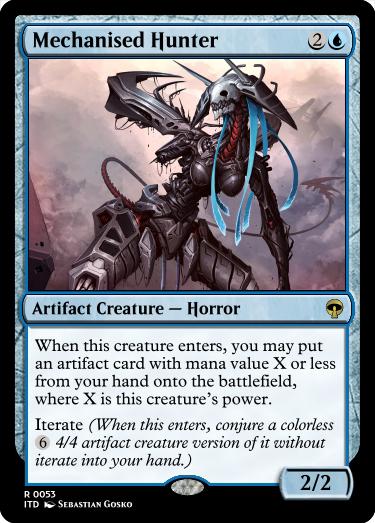 Mechanised Hunter 2
Artifact Creature — Horror
When this creature enters, you may put
an artifact card with mana value X or less
from your hand onto the battlefield,
where X is this creature's power.
Iterate (When this enters, conjure a colorless
6 4/4 artifact creature version of it without
iterate into your hand.)
2/2
R 0053
ITD Sebastian Gosko